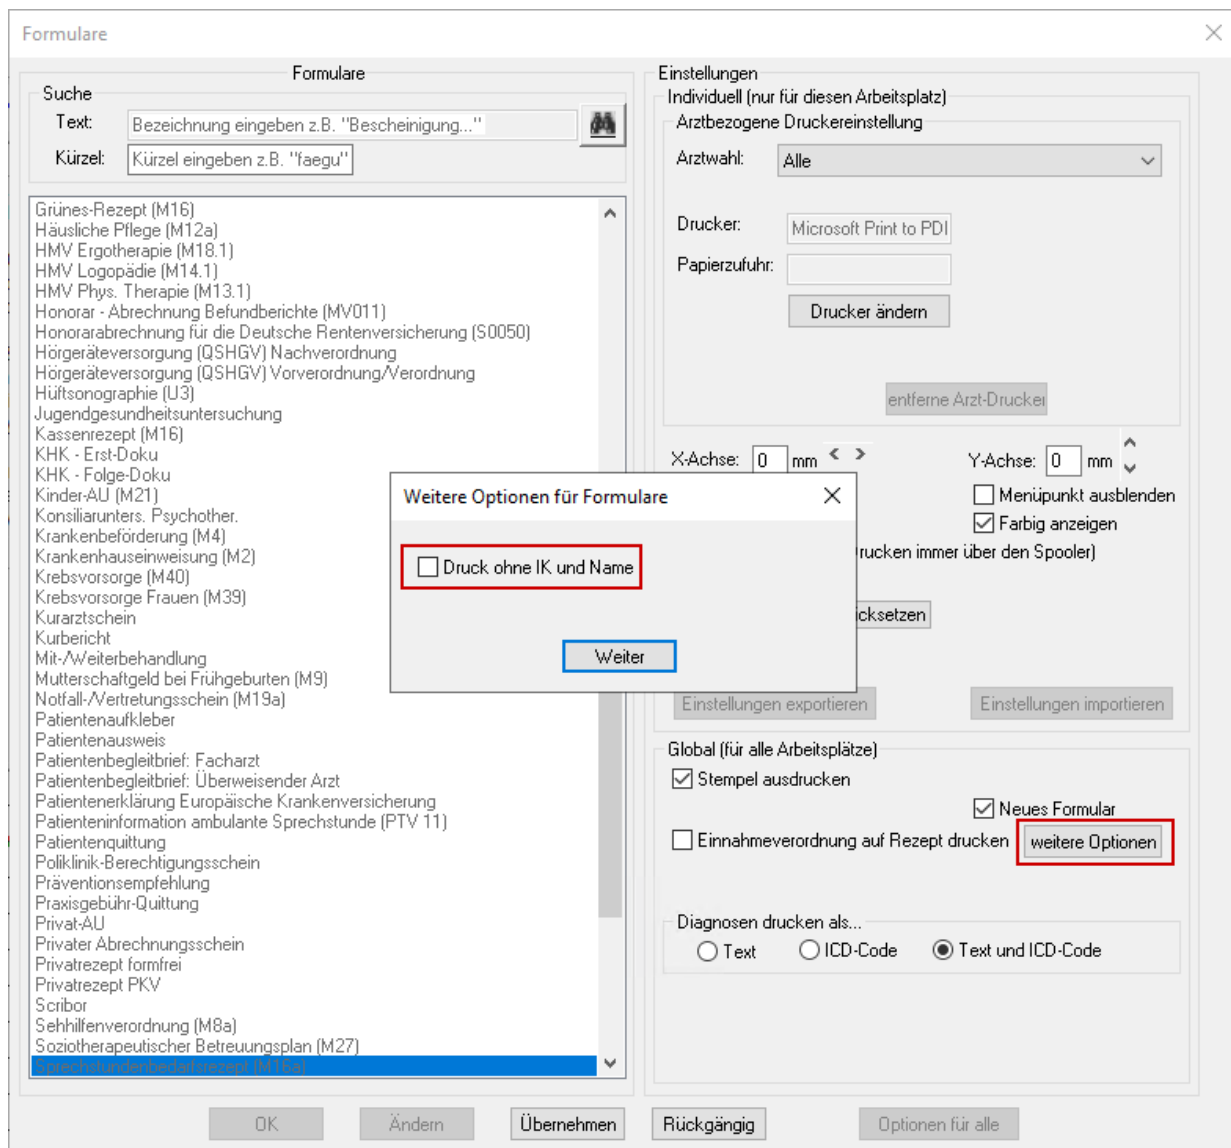 Formulare
Formulare
Suche
Text: Bezeichnung eingeben z.B. "Bescheinigung..."
Kürzel: Kürzel eingeben z.B. "faegu"
Grünes-Rezept (M16)
Häusliche Pflege (M12a)
HMV Ergotherapie (M18.1)
HMV Logopädie (M14.1)
HMV Phys. Therapie (M13.1)
Honorar - Abrechnung Befundberichte (MV011)
Honorarabrechnung für die Deutsche Rentenversicherung (S0050)
Hörgeräteversorgung (QSHGV) Nachverordnung
Hörgeräteversorgung (QSHGV) Vorverordnung/Verordnung
Hüftsonographie (U3)
Jugendgesundheitsuntersuchung
Kassenrezept (M16)
KHK - Erst-Doku
KHK - Folge-Doku
Kinder-AU (M21)
Konsiliarunters. Psychother.
Krankenbeförderung (M4)
Krankenhauseinweisung (M2)
Krebsvorsorge (M40)
Krebsvorsorge Frauen (M39)
Kurarztschein
Kurbericht
Mit-/Weiterbehandlung
Mutterschaftgeld bei Frühgeburten (M9)
Notfall-/Vertretungsschein (M19a)
Patientenaufkleber
Patientenausweis
Patientenbegleitbrief: Facharzt
Patientenbegleitbrief: Überweisender Arzt
Patientenerklärung Europäische Krankenversicherung
Patienteninformation ambulante Sprechstunde (PTV 11)
Patientenquittung
Poliklinik-Berechtigungsschein
Präventionsempfehlung
Praxisgebühr-Quittung
Privat-AU
Privater Abrechnungsschein
Privatrezept formfrei
Privatrezept PKV
Scribor
Sehhilfenverordnung (M8a)
Soziotherapeutischer Betreuungsplan (M27)
Sprechstundenbedarfsrezept (M16a)
Einstellungen
Individuell (nur für diesen Arbeitsplatz)
Arztbezogene Druckereinstellung
Arztwahl: Alle
Drucker: Microsoft Print to PDI
Papierzufuhr:
Drucker ändern
entferne Arzt-Drucker
X-Achse: 0 mm < > Y-Achse: 0 mm
Menüpunkt ausblenden
Farbig anzeigen
rucken immer über den Spooler)
icksetzen
Einstellungen exportieren Einstellungen importieren
Weitere Optionen für Formulare
Druck ohne IK und Name
Weiter
Global (für alle Arbeitsplätze)
Stempel ausdrucken
Neues Formular
Einnahmeverordnung auf Rezept drucken weitere Optionen
Diagnosen drucken als...
Text ICD-Code Text und ICD-Code
OK Ändern Übernehmen Rückgängig Optionen für alle